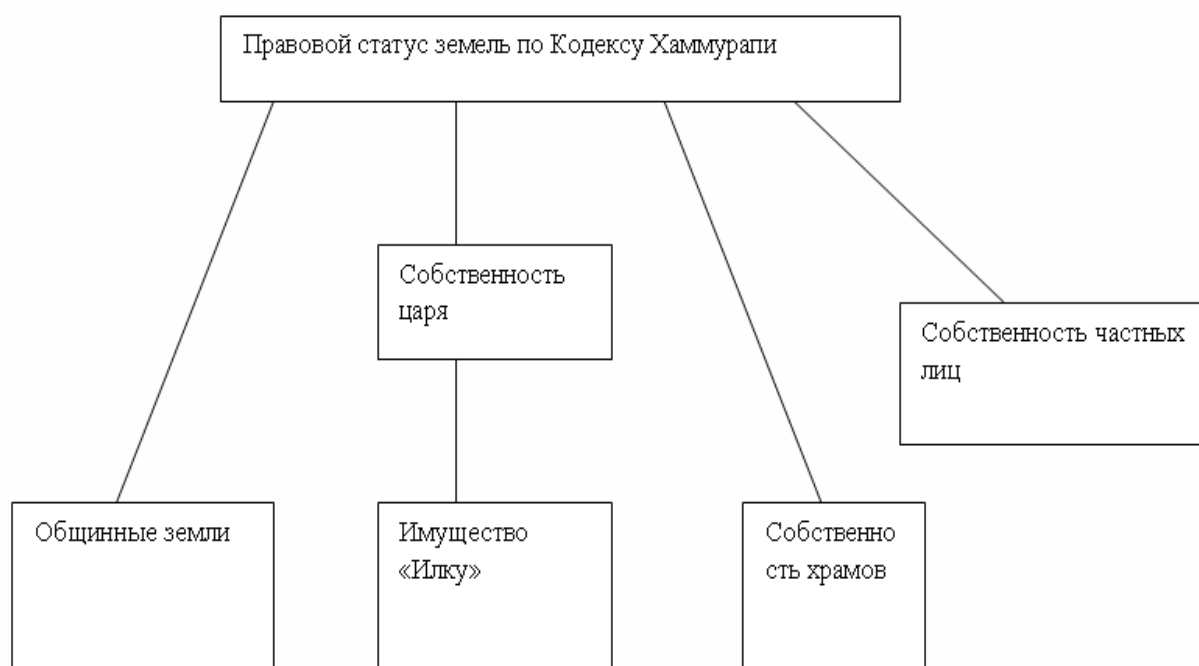 Правовой статус земель по Кодексу Хаммурапи
Собственность
царя
Собственность частных
лиц
Общинные земли
Имущество
«Илку»
Собственно
сть храмов